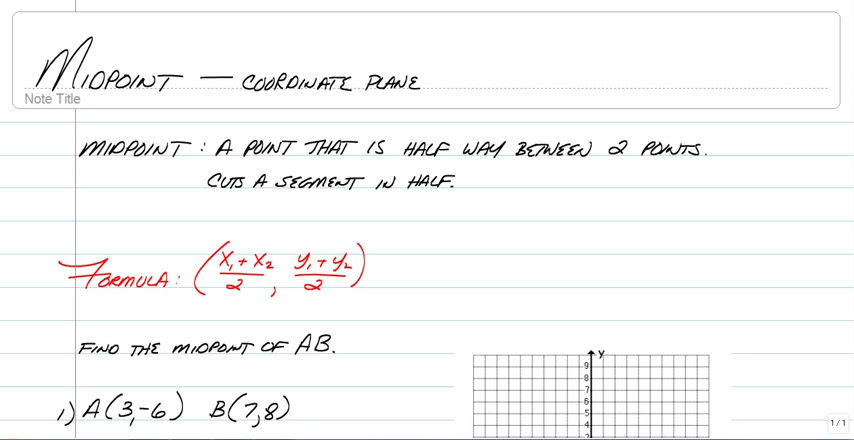 MIDPOINT — COORDINATE PLANE
Note Title
MIDPOINT : A POINT THAT IS HALF WAY BETWEEN 2 POINTS.
CUTS A SEGMENT IN HALF.
FORMULA: (x₁ + x₂ / 2, y₁ + y₂ / 2)
FIND THE MIDPOINT OF AB.
y
9
8
7
6
5
4
1) A(3,-6) B(7,8)
1 / 1